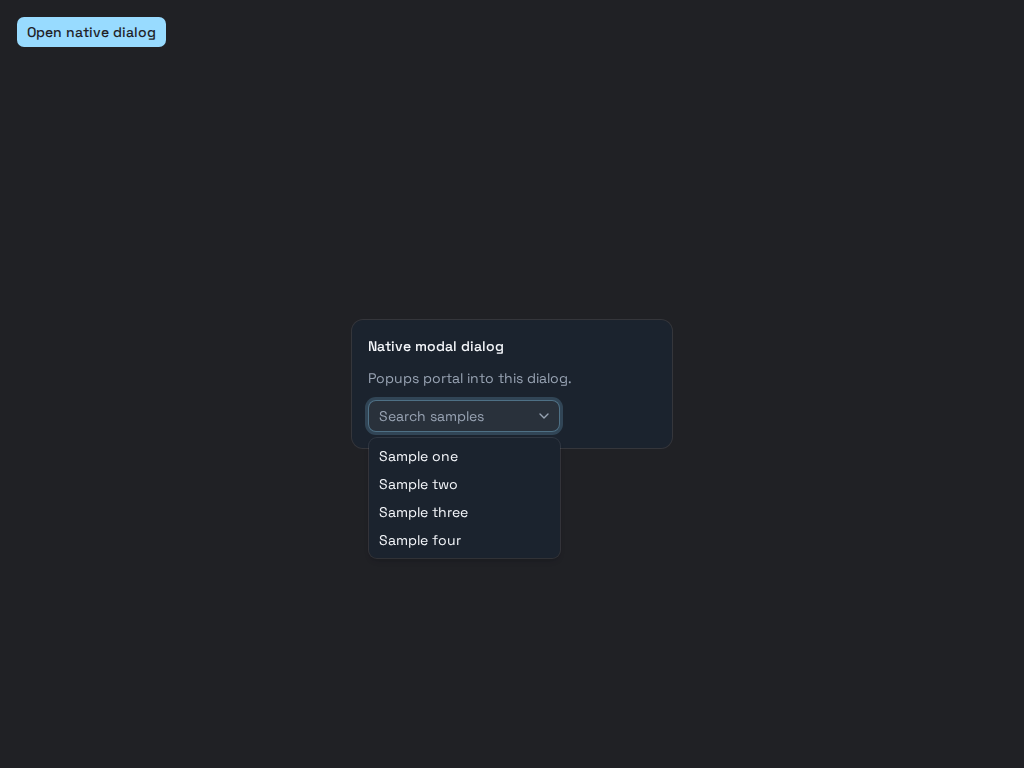 Open native dialog
Native modal dialog
Popups portal into this dialog.
Search samples
Sample one
Sample two
Sample three
Sample four